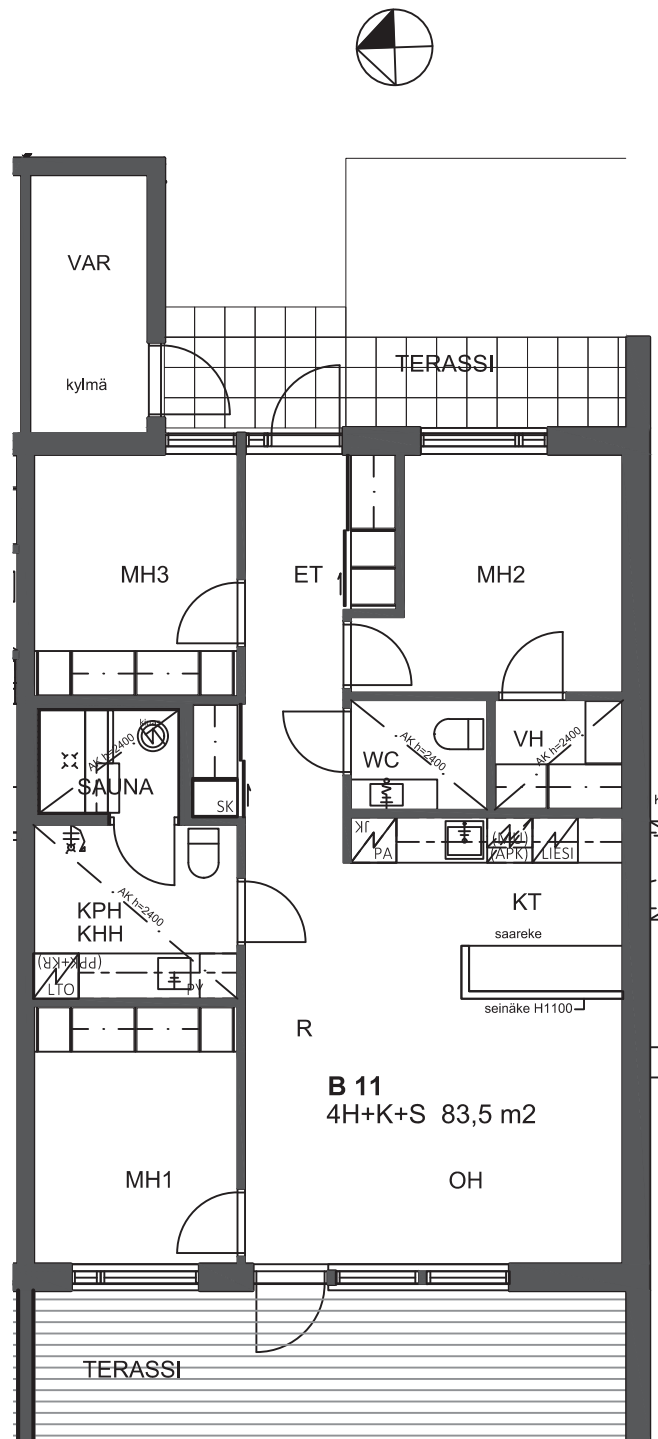 VAR
kylmä
TERASSI
MH3
ET
MH2
AK h=2400
SAUNA
SK
WC
AK h=2400
VH
AK h=2400
JK
PA
(APK)
LIESI
KPH
KHH
AK h=2400
KT
saareke
(PPK+KR)
LTO
PY
seinäke H1100
R
B 11
4H+K+S 83,5 m2
MH1
OH
TERASSI